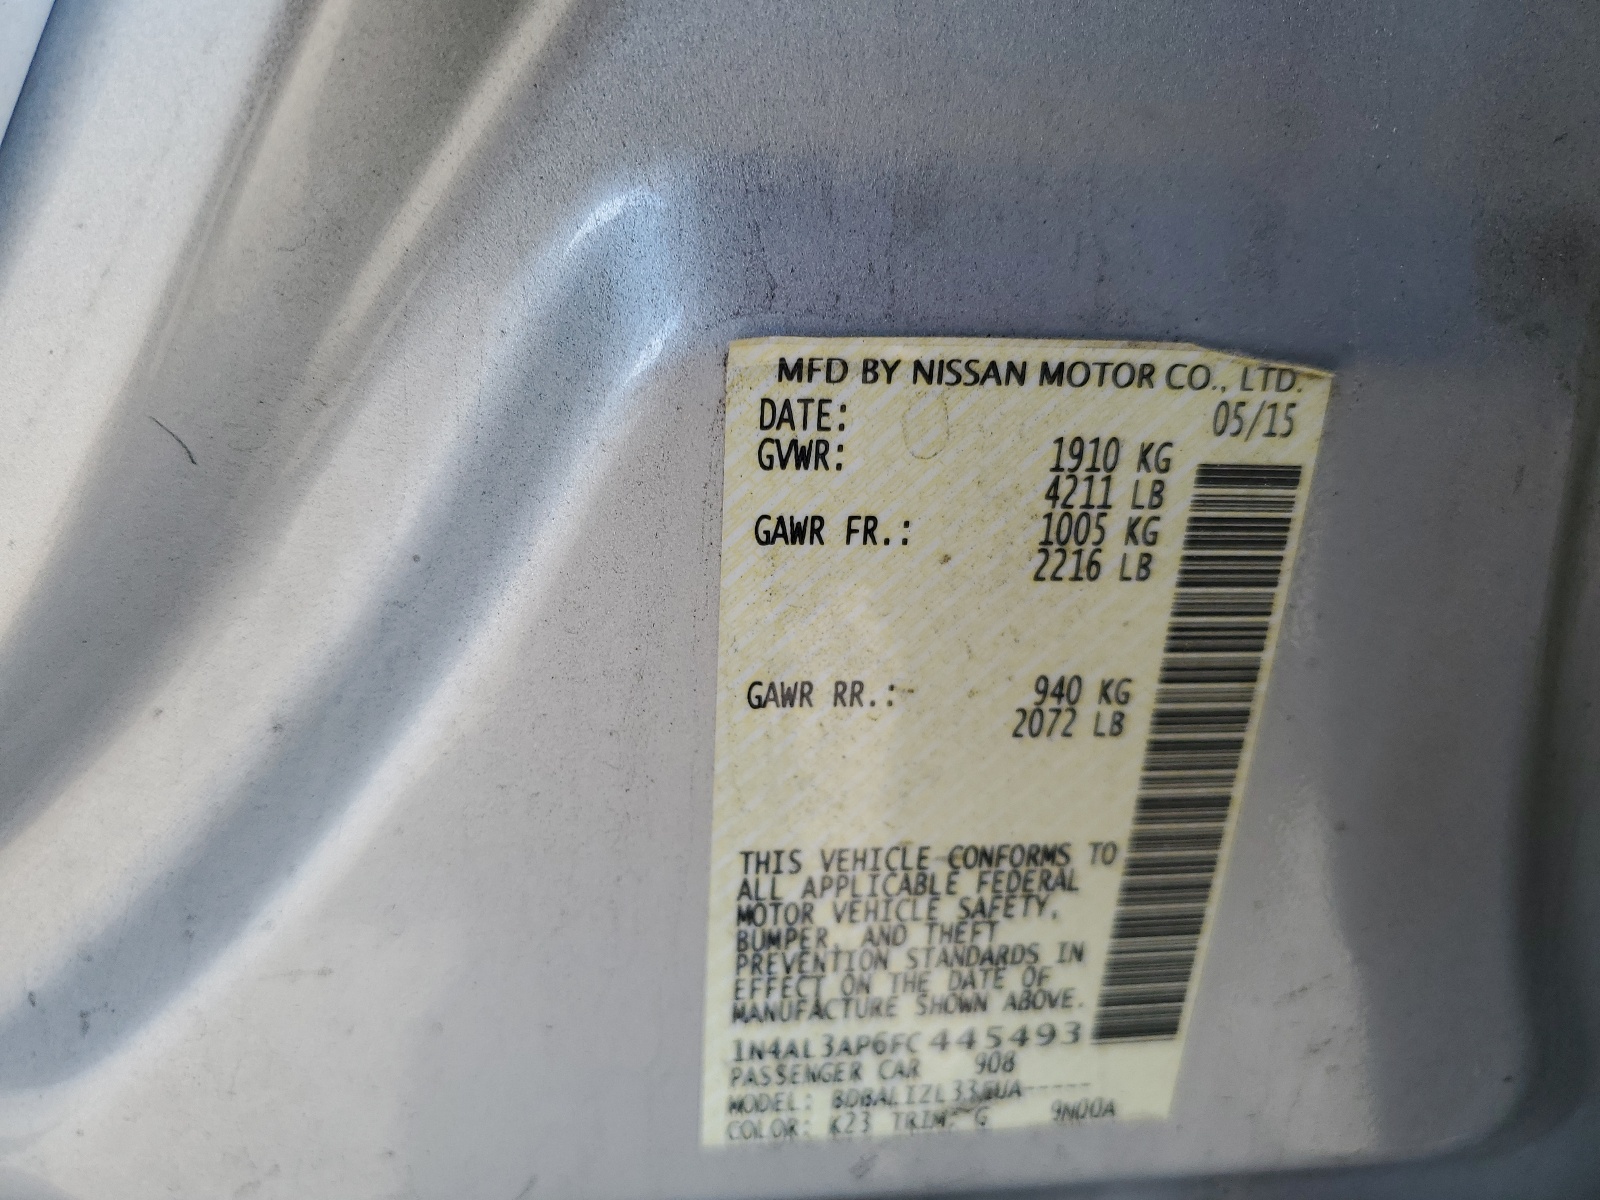 MFD BY NISSAN MOTOR CO., LTD.
DATE: 05/15
GVWR: 1910 KG
4211 LB
GAWR FR.: 1005 KG
2216 LB
GAWR RR.: 940 KG
2072 LB
THIS VEHICLE CONFORMS TO
ALL APPLICABLE FEDERAL
MOTOR VEHICLE SAFETY,
BUMPER, AND THEFT
PREVENTION STANDARDS IN
EFFECT ON THE DATE OF
MANUFACTURE SHOWN ABOVE.
1N4AL3AP6FC445493
PASSENGER CAR 908
MODEL:
COLOR: K23 TRIM: G 9N00A